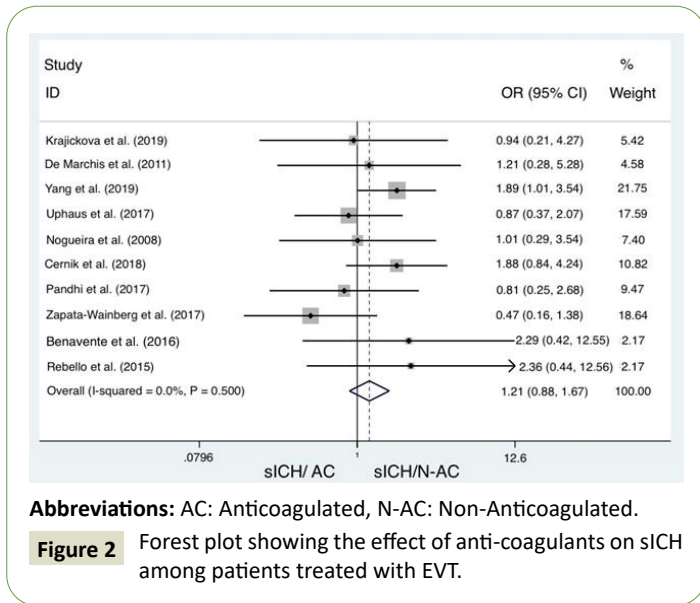 Study %
ID OR (95% CI) Weight
Krajickova et al. (2019) 0.94 (0.21, 4.27) 5.42
De Marchis et al. (2011) 1.21 (0.28, 5.28) 4.58
Yang et al. (2019) 1.89 (1.01, 3.54) 21.75
Uphaus et al. (2017) 0.87 (0.37, 2.07) 17.59
Nogueira et al. (2008) 1.01 (0.29, 3.54) 7.40
Cernik et al. (2018) 1.88 (0.84, 4.24) 10.82
Pandhi et al. (2017) 0.81 (0.25, 2.68) 9.47
Zapata-Wainberg et al. (2017) 0.47 (0.16, 1.38) 18.64
Benavente et al. (2016) 2.29 (0.42, 12.55) 2.17
Rebello et al. (2015) 2.36 (0.44, 12.56) 2.17
Overall (I-squared = 0.0%, P = 0.500) 1.21 (0.88, 1.67) 100.00
.0796 1 12.6
sICH/ AC sICH/N-AC
Abbreviations: AC: Anticoagulated, N-AC: Non-Anticoagulated.
Figure 2 Forest plot showing the effect of anti-coagulants on sICH
among patients treated with EVT.